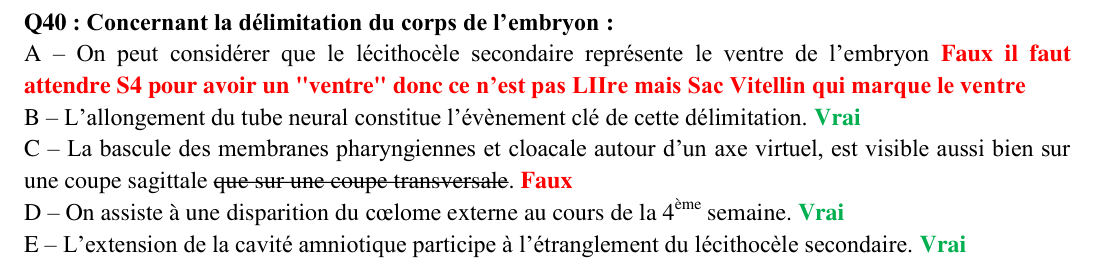 Q40 : Concernant la délimitation du corps de l'embryon :
A – On peut considérer que le lécithocèle secondaire représente le ventre de l'embryon Faux il faut
attendre S4 pour avoir un "ventre" donc ce n'est pas LIIre mais Sac Vitellin qui marque le ventre
B – L'allongement du tube neural constitue l'évènement clé de cette délimitation. Vrai
C – La bascule des membranes pharyngiennes et cloacale autour d'un axe virtuel, est visible aussi bien sur
une coupe sagittale que sur une coupe transversale. Faux
D – On assiste à une disparition du cœlome externe au cours de la 4ème semaine. Vrai
E – L'extension de la cavité amniotique participe à l'étranglement du lécithocèle secondaire. Vrai